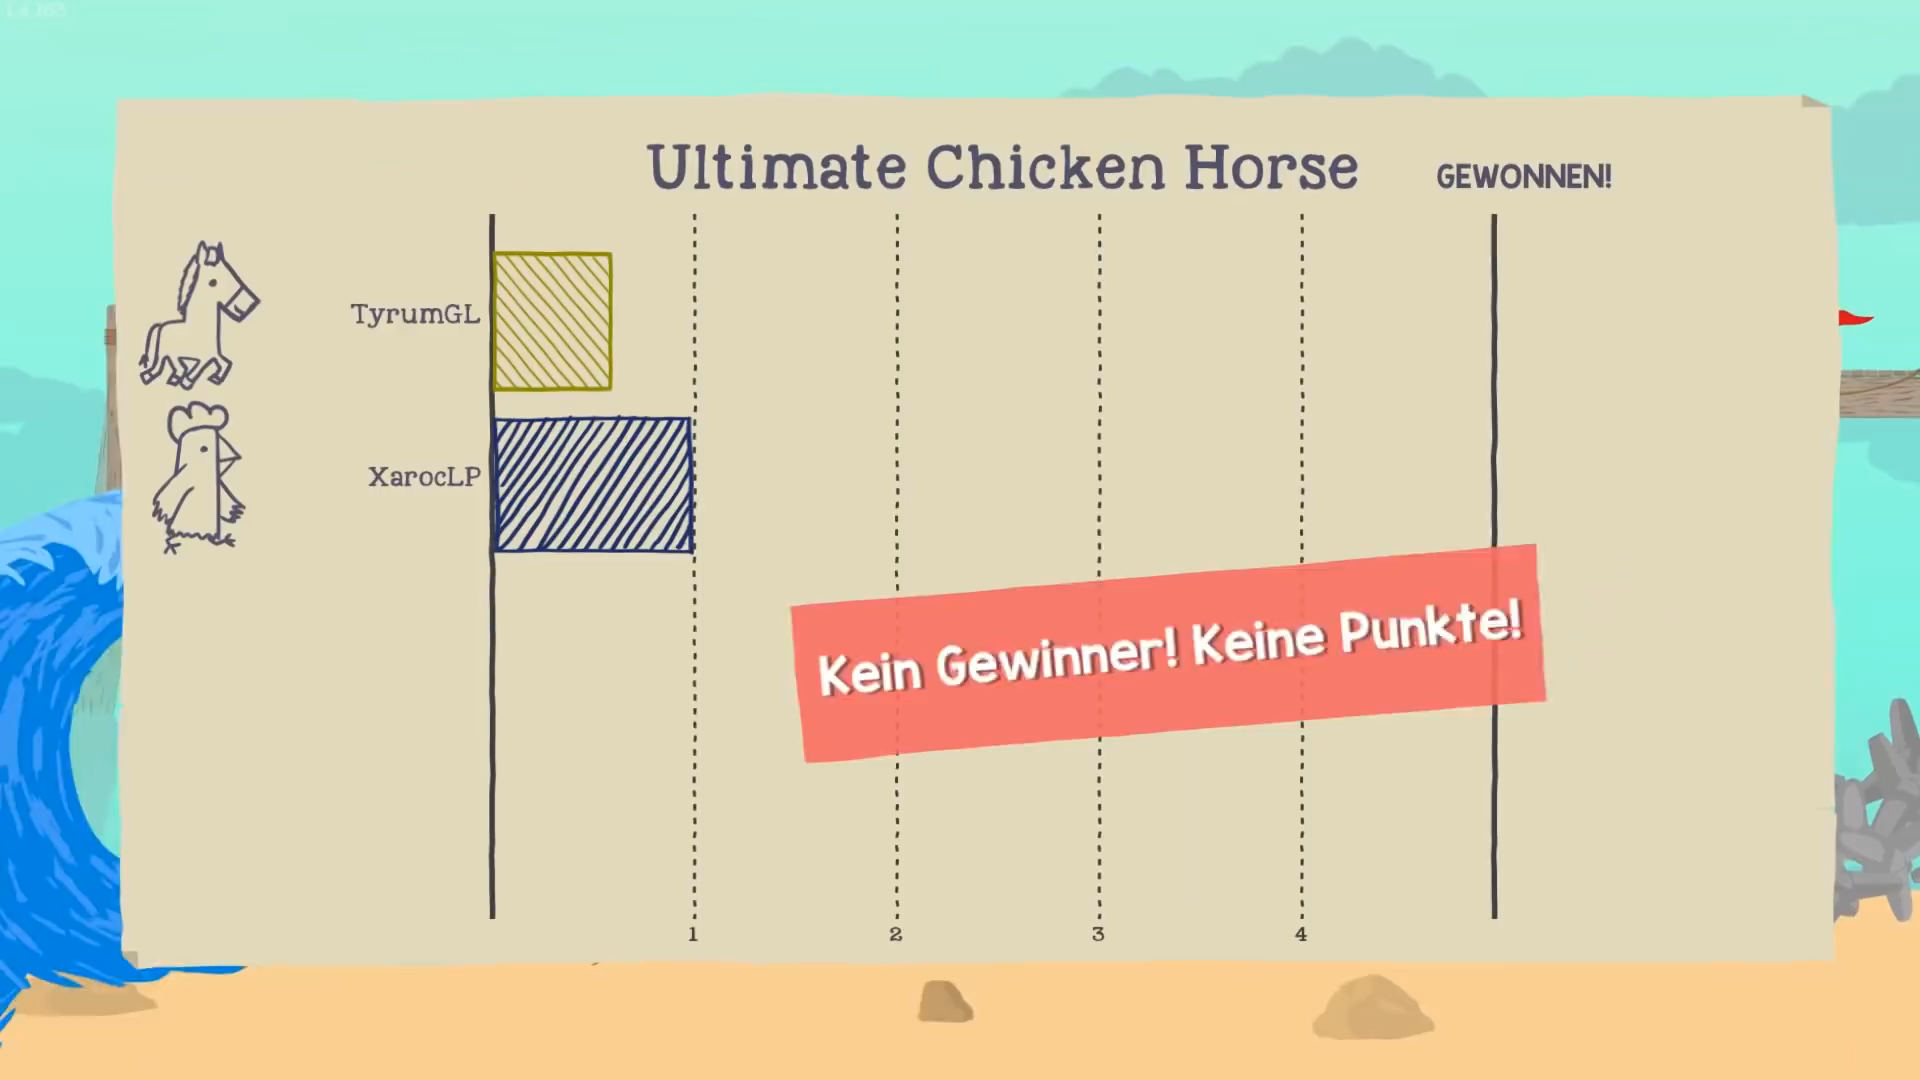 Ultimate Chicken Horse
GEWONNEN!
TyrumGL
XarocLP
Kein Gewinner! Keine Punkte!
1
2
3
4